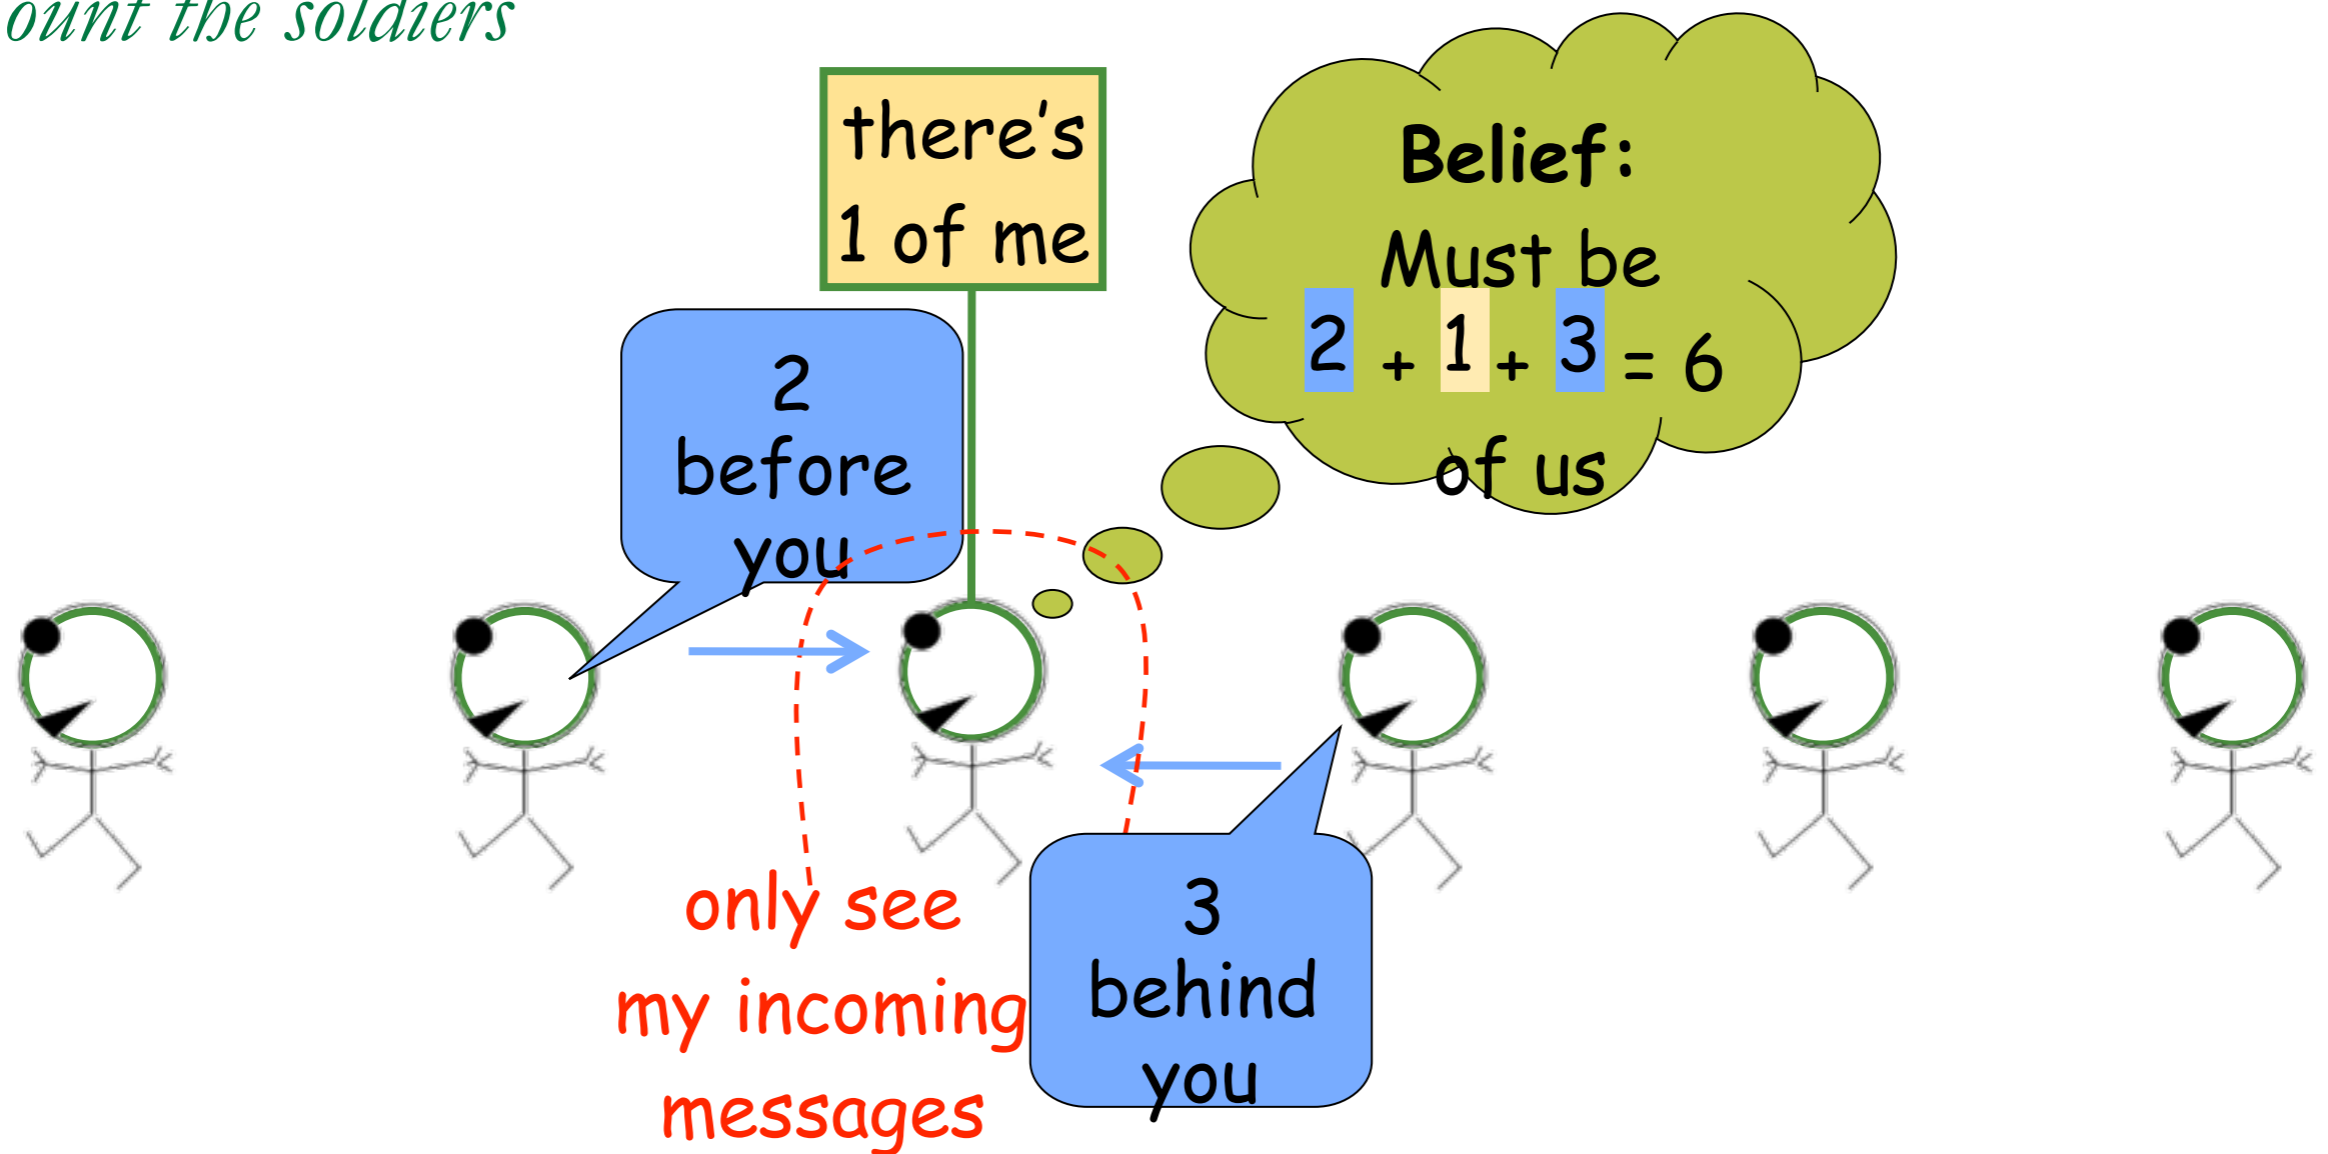 ount the soldiers
there's
1 of me
Belief:
Must be
2 + 1 + 3 = 6
of us
2
before
you
only see
my incoming
messages
3
behind
you